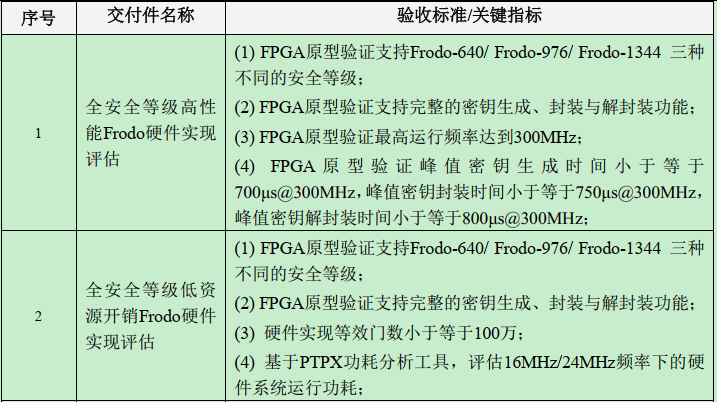 序号 交付件名称 验收标准/关键指标
1
全安全等级高性
能Frodo硬件实现
评估
(1) FPGA原型验证支持Frodo-640/ Frodo-976/ Frodo-1344 三种
不同的安全等级；
(2) FPGA原型验证支持完整的密钥生成、封装与解封装功能；
(3) FPGA原型验证最高运行频率达到300MHz；
(4) FPGA原型验证峰值密钥生成时间小于等于
700μs@300MHz，峰值密钥封装时间小于等于750μs@300MHz，
峰值密钥解封装时间小于等于800μs@300MHz；
2
全安全等级低资
源开销Frodo硬件
实现评估
(1) FPGA原型验证支持Frodo-640/ Frodo-976/ Frodo-1344 三种
不同的安全等级；
(2) FPGA原型验证支持完整的密钥生成、封装与解封装功能；
(3) 硬件实现等效门数小于等于100万；
(4) 基于PTPX功耗分析工具，评估16MHz/24MHz频率下的硬
件系统运行功耗；